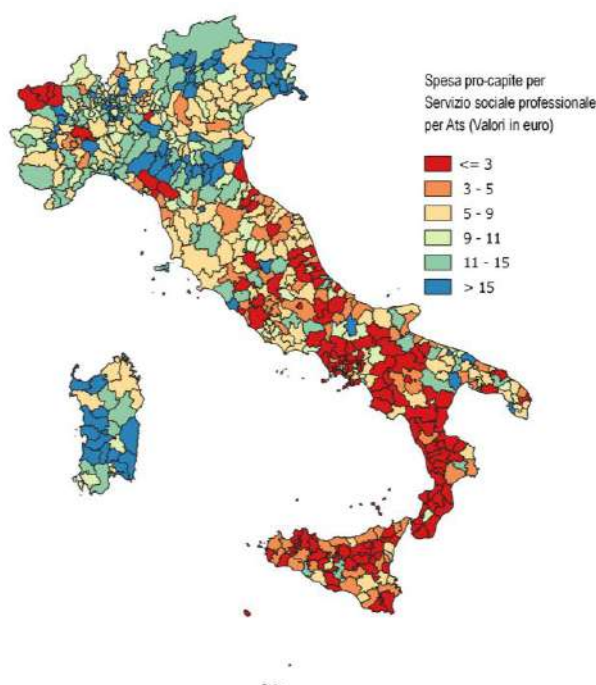 Spesa pro-capite per
Servizio sociale professionale
per Ats (Valori in euro)
<= 3
3 - 5
5 - 9
9 - 11
11 - 15
> 15